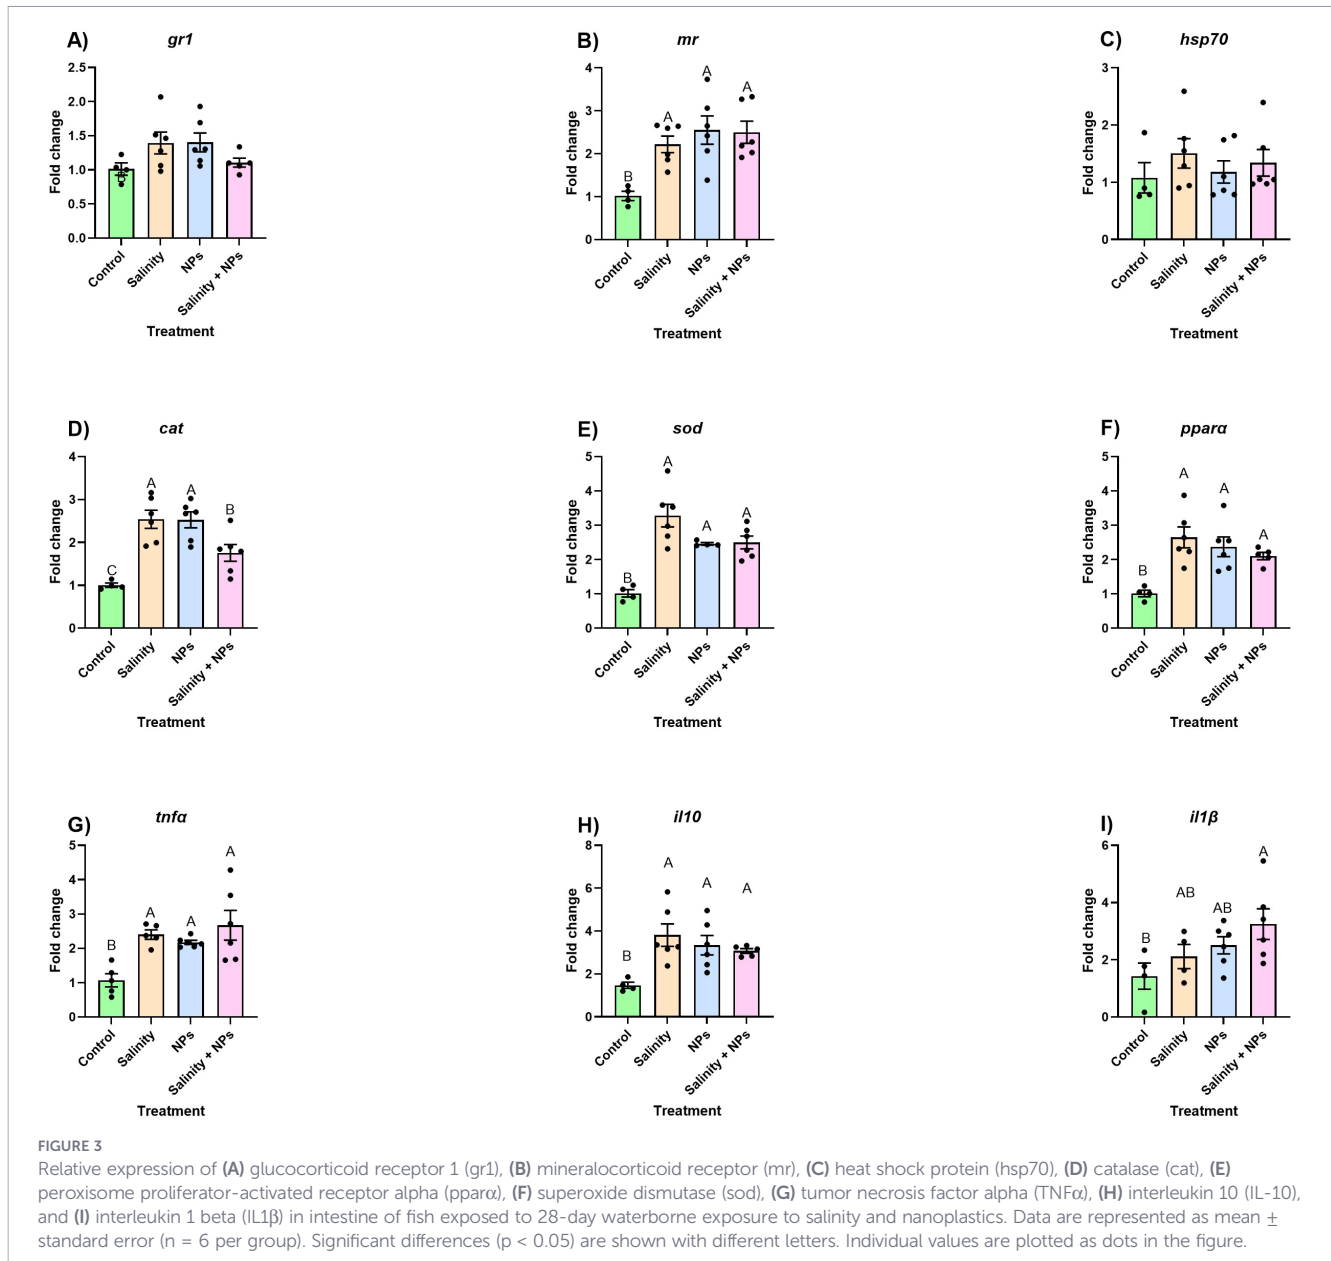 A) gr1
B) mr
C) hsp70
Fold change
2.5
2.0
1.5
1.0
0.5
0.0
B
Control
Salinity
NPs
Salinity + NPs
Treatment
Fold change
4
3
2
1
0
B
A
A
A
Control
Salinity
NPs
Salinity + NPs
Treatment
Fold change
3
2
1
0
Control
Salinity
NPs
Salinity + NPs
Treatment
D) cat
E) sod
F) pparα
Fold change
4
3
2
1
0
C
A
A
B
Control
Salinity
NPs
Salinity + NPs
Treatment
Fold change
5
4
3
2
1
0
B
A
A
A
Control
Salinity
NPs
Salinity + NPs
Treatment
Fold change
5
4
3
2
1
0
B
A
A
A
Control
Salinity
NPs
Salinity + NPs
Treatment
G) tnfα
H) il10
I) il1β
Fold change
5
4
3
2
1
0
B
A
A
A
Control
Salinity
NPs
Salinity + NPs
Treatment
Fold change
8
6
4
2
0
B
A
A
A
Control
Salinity
NPs
Salinity + NPs
Treatment
Fold change
6
4
2
0
B
AB
AB
A
Control
Salinity
NPs
Salinity + NPs
Treatment
FIGURE 3
Relative expression of (A) glucocorticoid receptor 1 (gr1), (B) mineralocorticoid receptor (mr), (C) heat shock protein (hsp70), (D) catalase (cat), (E)
peroxisome proliferator-activated receptor alpha (pparα), (F) superoxide dismutase (sod), (G) tumor necrosis factor alpha (TNFα), (H) interleukin 10 (IL-10),
and (I) interleukin 1 beta (IL1β) in intestine of fish exposed to 28-day waterborne exposure to salinity and nanoplastics. Data are represented as mean ±
standard error (n = 6 per group). Significant differences (p < 0.05) are shown with different letters. Individual values are plotted as dots in the figure.